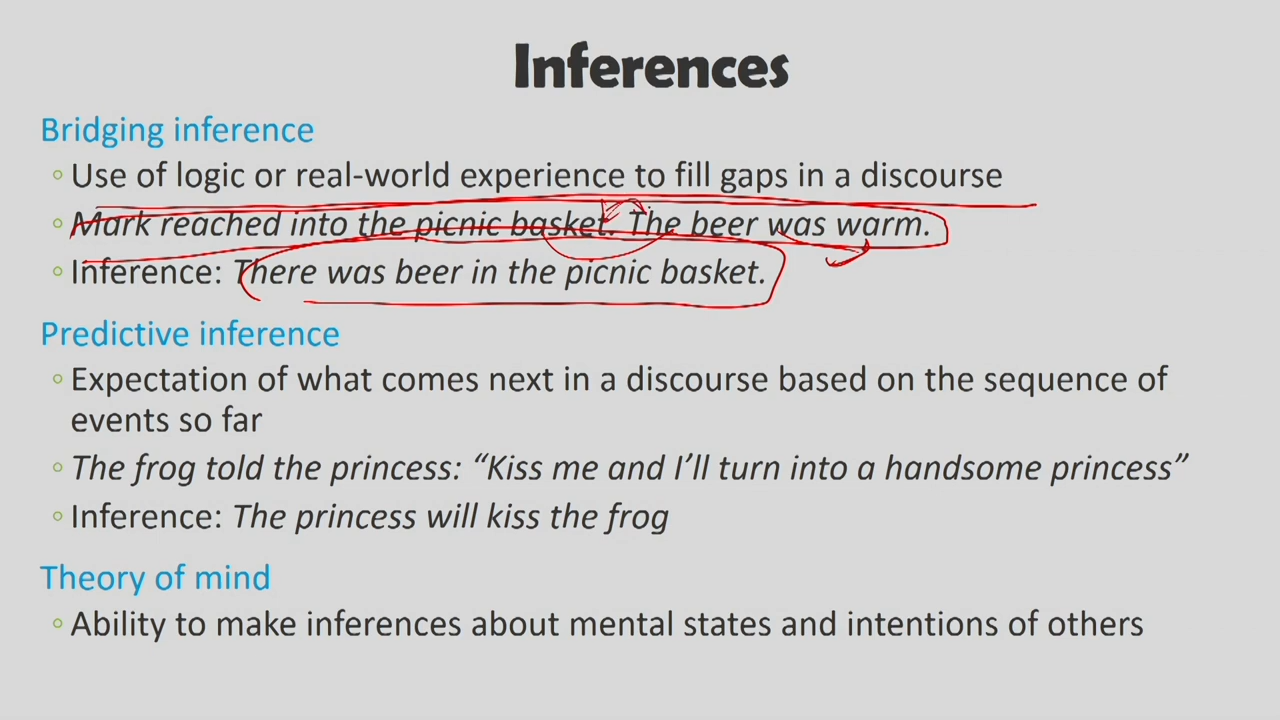 Inferences
Bridging inference
◦ Use of logic or real-world experience to fill gaps in a discourse
◦ Mark reached into the picnic basket. The beer was warm.
◦ Inference: There was beer in the picnic basket.
Predictive inference
◦ Expectation of what comes next in a discourse based on the sequence of
events so far
◦ The frog told the princess: “Kiss me and I’ll turn into a handsome princess”
◦ Inference: The princess will kiss the frog
Theory of mind
◦ Ability to make inferences about mental states and intentions of others